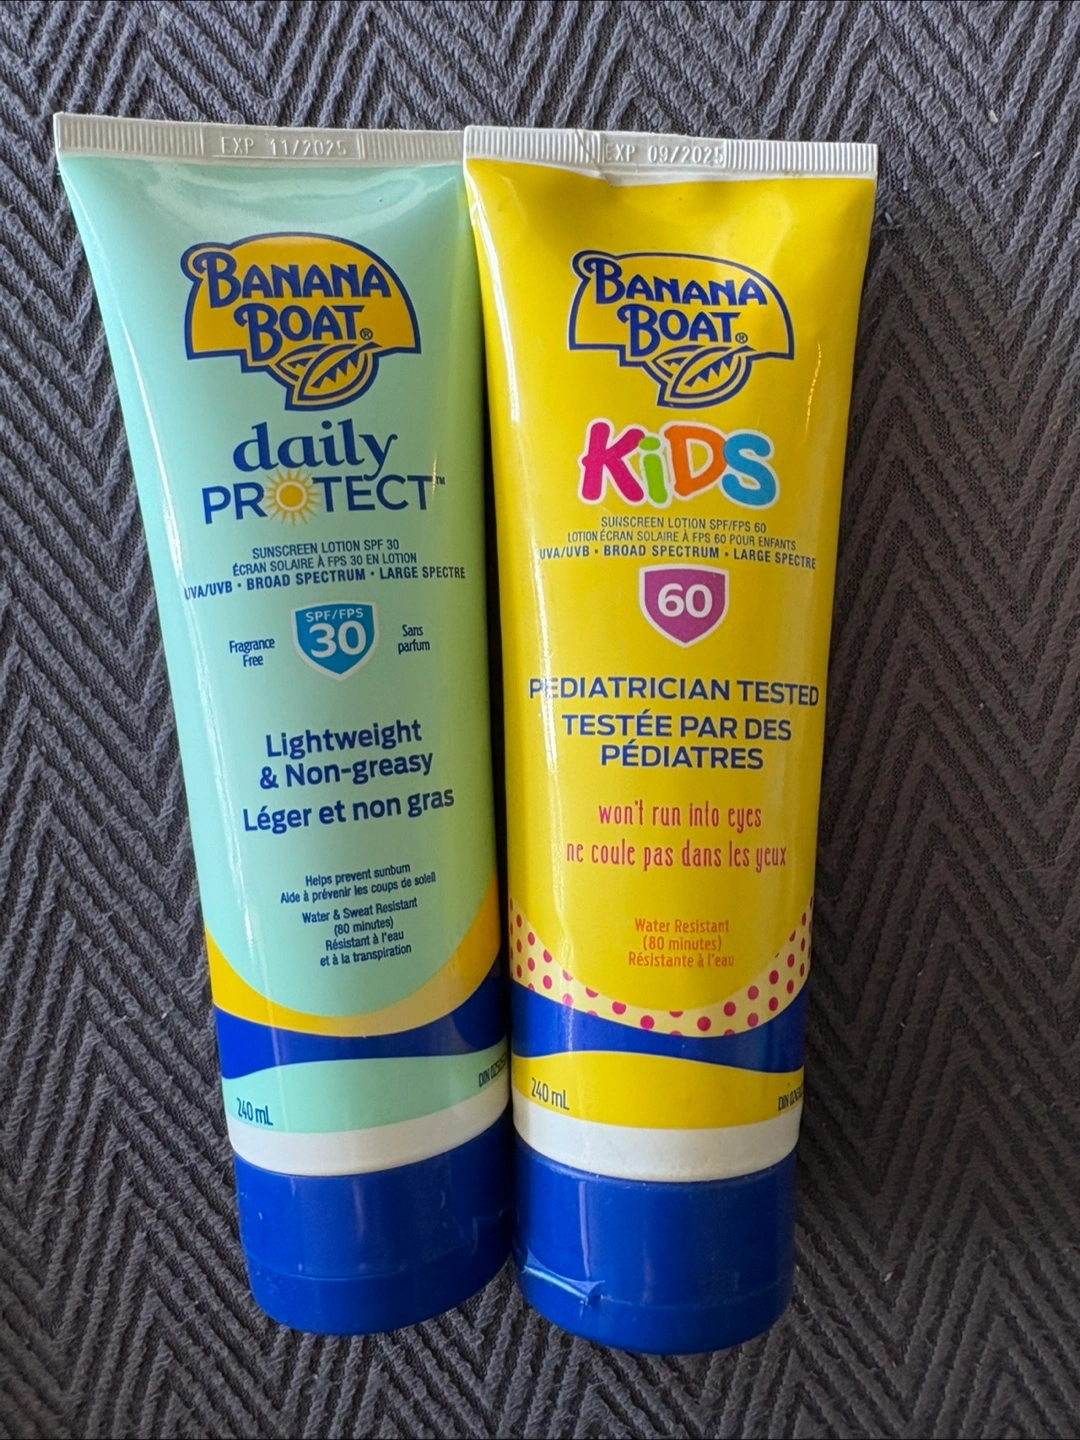 EXP 11/2025
BANANA
BOAT®
daily
PROTECT™
SUNSCREEN LOTION SPF 30
ÉCRAN SOLAIRE À FPS 30 EN LOTION
UVA/UVB • BROAD SPECTRUM • LARGE SPECTRE
SPF/FPS
30
Fragrance
Free
Sans
parfum
Lightweight
& Non-greasy
Léger et non gras
Helps prevent sunburn
Aide à prévenir les coups de soleil
Water & Sweat Resistant
(80 minutes)
Résistant à l'eau
et à la transpiration
240 mL
DIN
EXP 09/2025
BANANA
BOAT®
KiDS
SUNSCREEN LOTION SPF/FPS 60
LOTION ÉCRAN SOLAIRE À FPS 60 POUR ENFANTS
UVA/UVB • BROAD SPECTRUM • LARGE SPECTRE
60
PEDIATRICIAN TESTED
TESTÉE PAR DES
PÉDIATRES
won't run into eyes
ne coule pas dans les yeux
Water Resistant
(80 minutes)
Résistante à l'eau
240 mL
DIN